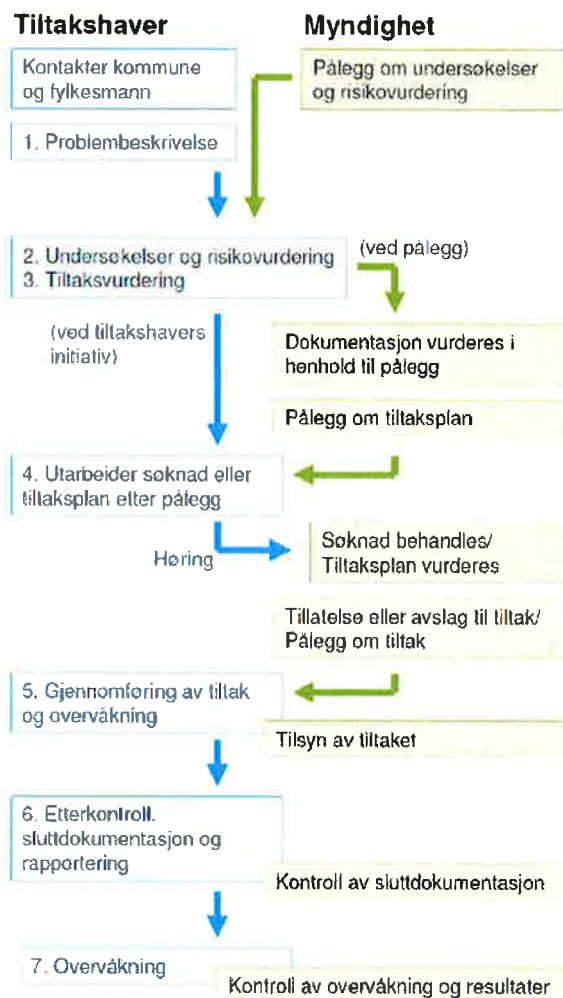 Tiltakshaver
Myndighet
Kontakter kommune
og fylkesmann
Pålegg om undersøkelser
og risikovurdering
1. Problembeskrivelse
2. Undersøkelser og risikovurdering
3. Tiltaksvurdering
(ved pålegg)
(ved tiltakshavers
initiativ)
Dokumentasjon vurderes i
henhold til pålegg
Pålegg om tiltaksplan
4. Utarbeider søknad eller
tiltaksplan etter pålegg
Høring
Søknad behandles/
Tiltaksplan vurderes
Tillatelse eller avslag til tiltak/
Pålegg om tiltak
5. Gjennomføring av tiltak
og overvåkning
Tilsyn av tiltaket
6. Etterkontroll.
sluttdokumentasjon og
rapportering
Kontroll av sluttdokumentasjon
7. Overvåkning
Kontroll av overvåkning og resultater